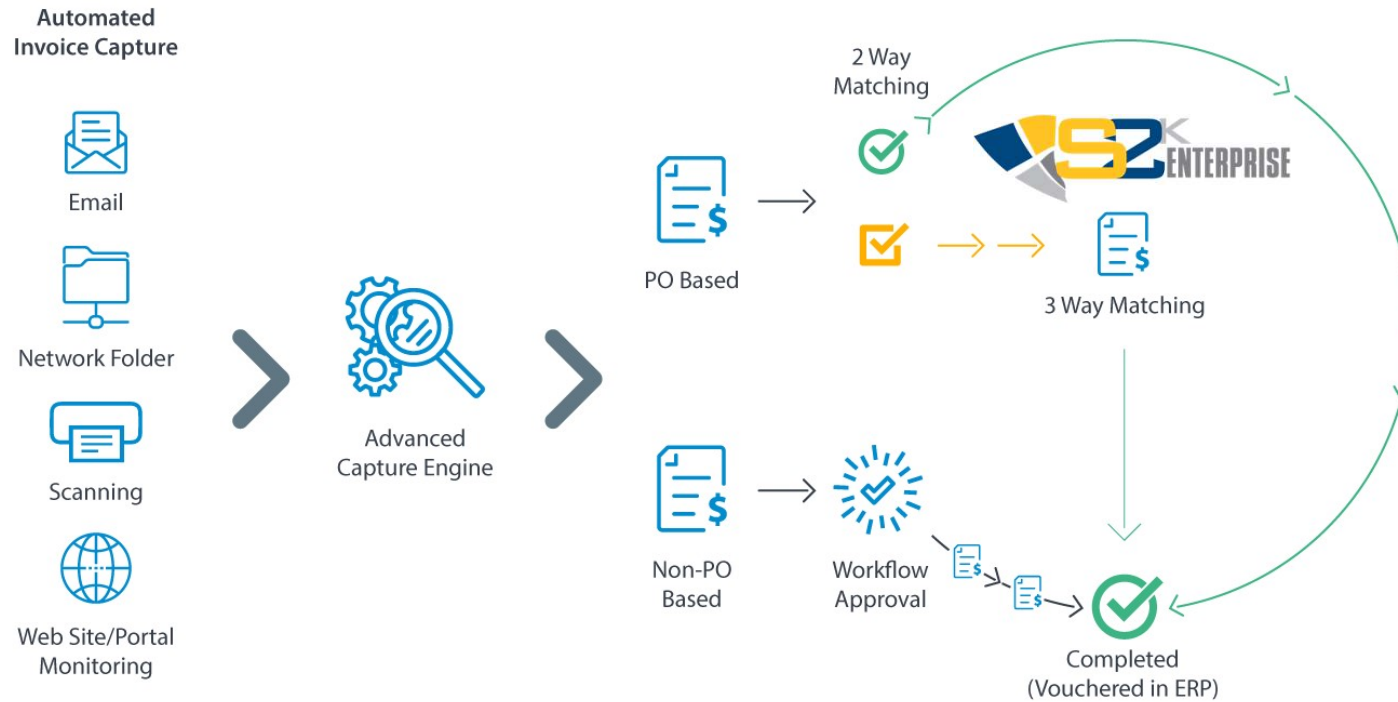 Automated
Invoice Capture
Email
Network Folder
Scanning
Web Site/Portal
Monitoring
Advanced
Capture Engine
$
PO Based
$
Non-PO
Based
2 Way
Matching
S2K
ENTERPRISE
$
3 Way Matching
Workflow
Approval
$
$
Completed
(Vouchered in ERP)